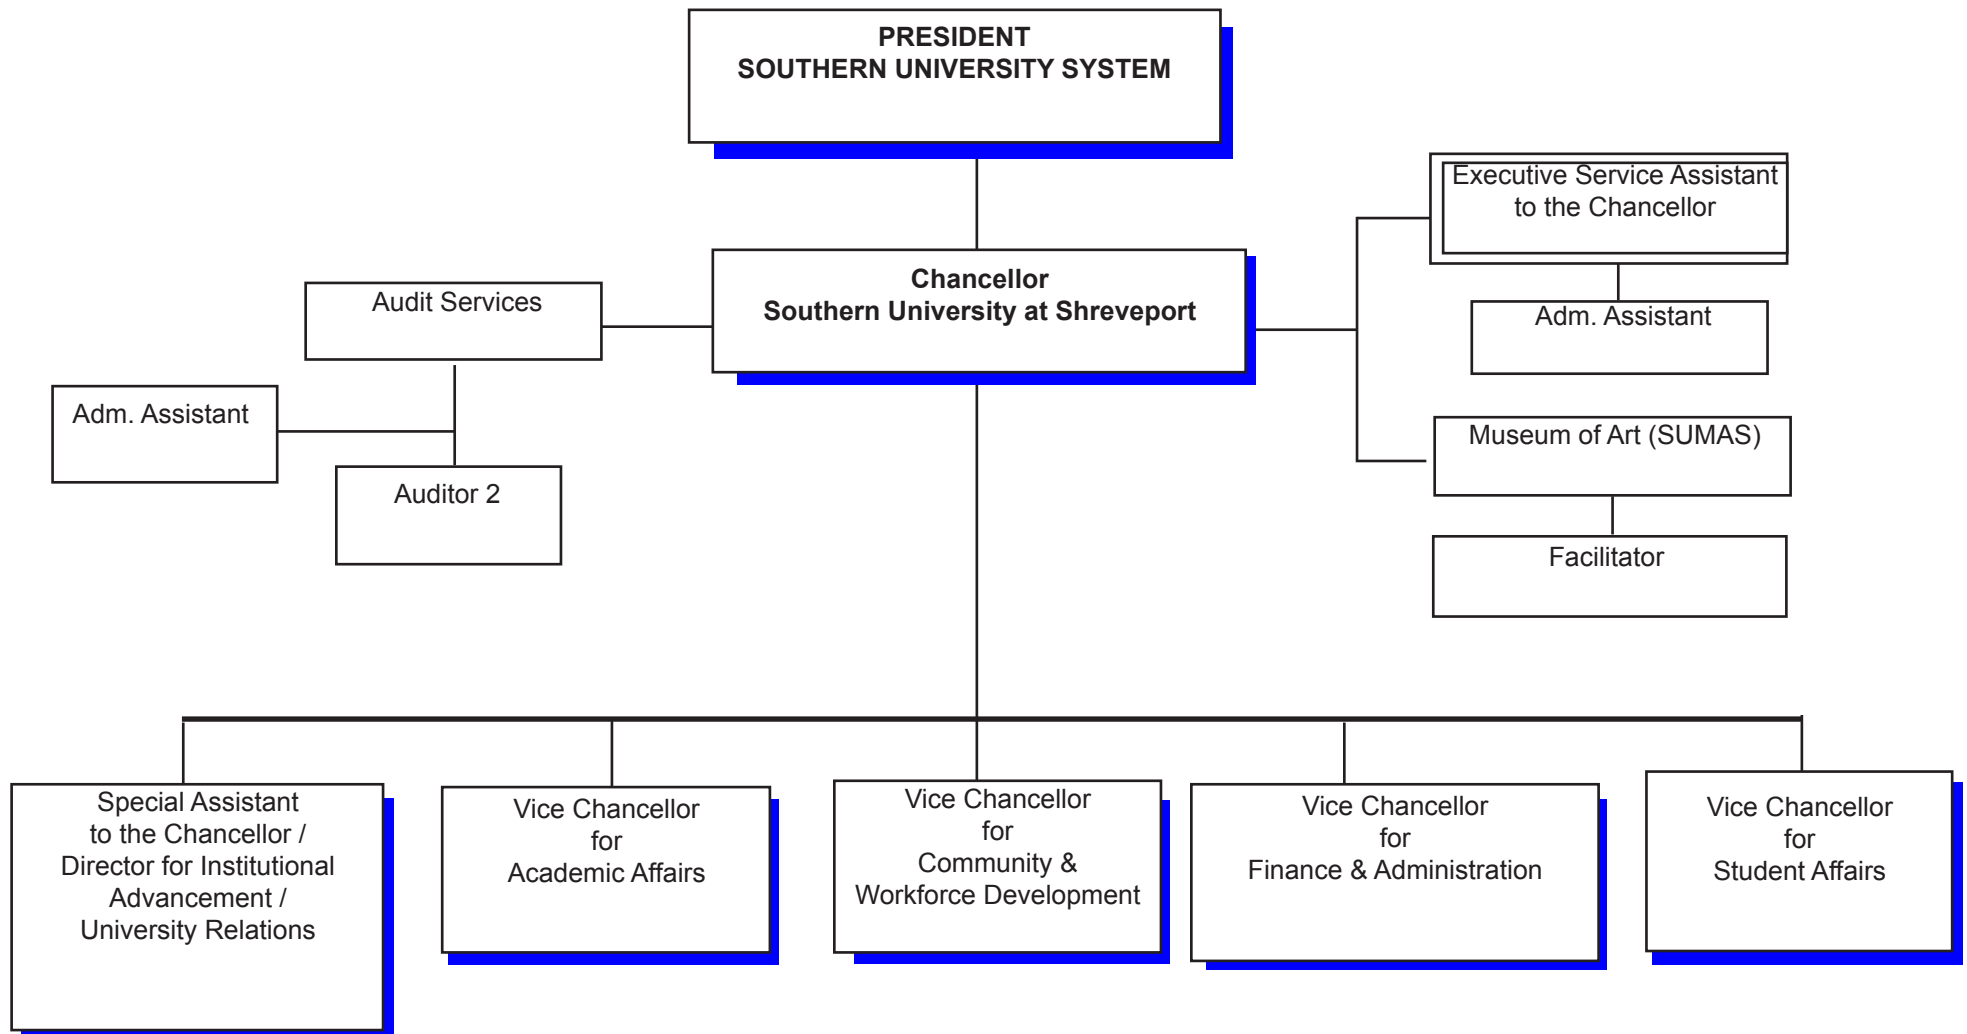 PRESIDENT
SOUTHERN UNIVERSITY SYSTEM
Executive Service Assistant
to the Chancellor
Adm. Assistant
Chancellor
Southern University at Shreveport
Audit Services
Adm. Assistant
Auditor 2
Museum of Art (SUMAS)
Facilitator
Special Assistant
to the Chancellor /
Director for Institutional
Advancement /
University Relations
Vice Chancellor
for
Academic Affairs
Vice Chancellor
for
Community &
Workforce Development
Vice Chancellor
for
Finance & Administration
Vice Chancellor
for
Student Affairs